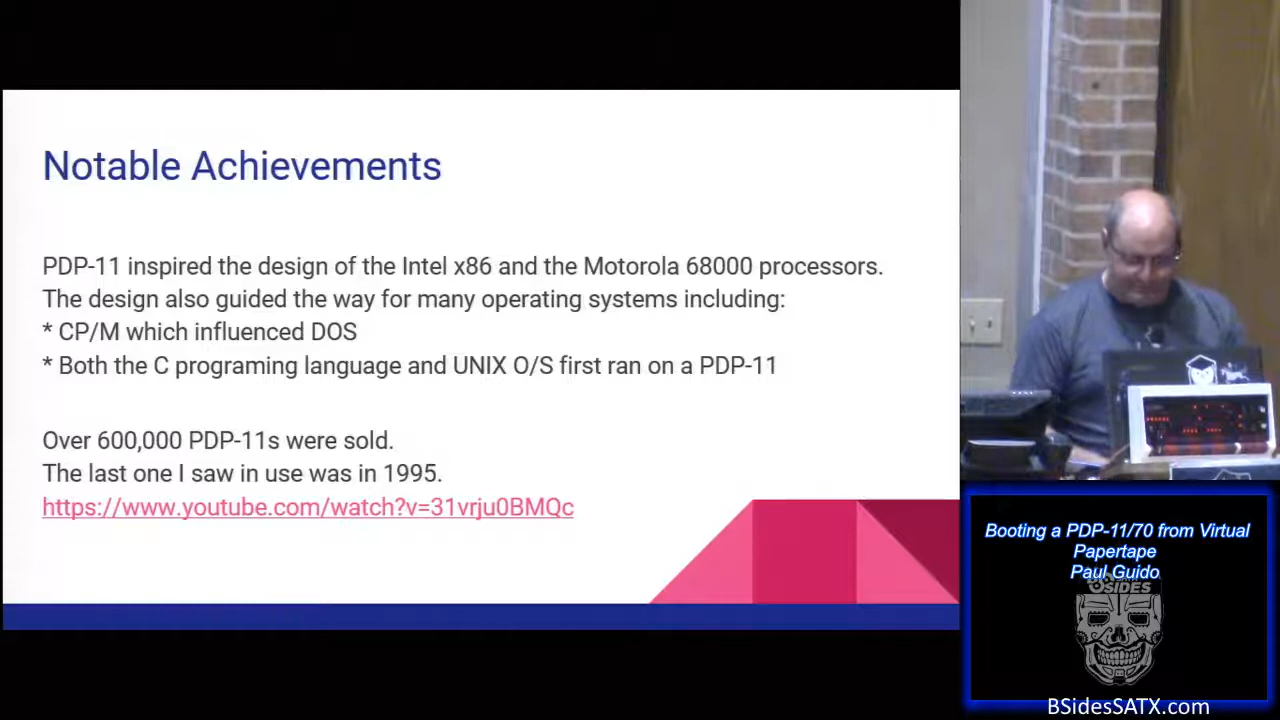 Notable Achievements
PDP-11 inspired the design of the Intel x86 and the Motorola 68000 processors.
The design also guided the way for many operating systems including:
* CP/M which influenced DOS
* Both the C programing language and UNIX O/S first ran on a PDP-11
Over 600,000 PDP-11s were sold.
The last one I saw in use was in 1995.
https://www.youtube.com/watch?v=31vrju0BMQc
Booting a PDP-11/70 from Virtual
Papertape
Paul Guido
BSIDES
BSidesSATX.com